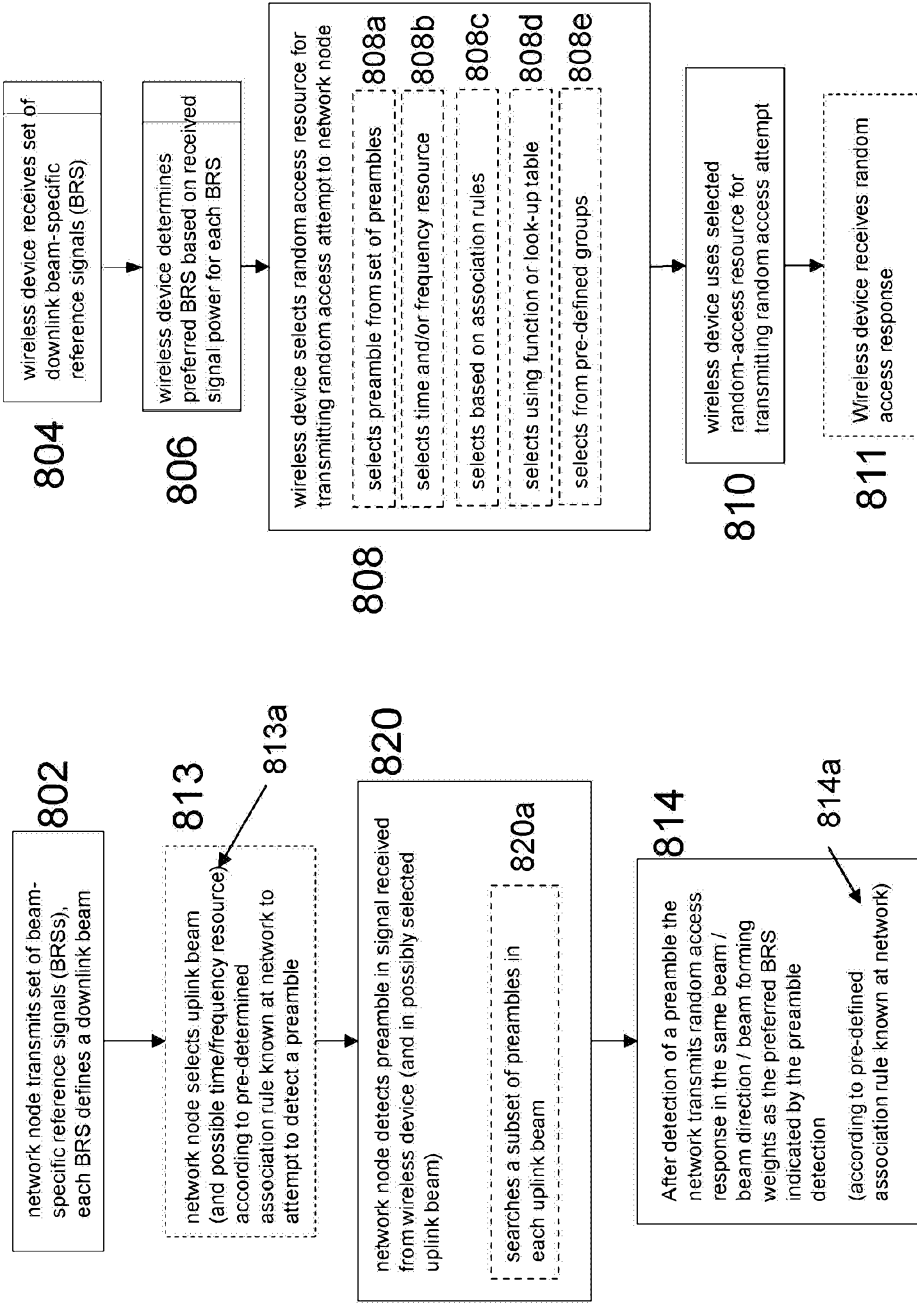 802
network node transmits set of beam-
specific reference signals (BRSs),
each BRS defines a downlink beam
813
813a
network node selects uplink beam
(and possible time/frequency resource)
according to pre-determined
association rule known at network to
attempt to detect a preamble
820
network node detects preamble in signal received
from wireless device (and in possibly selected
uplink beam)
820a
searches a subset of preambles in
each uplink beam
814
814a
After detection of a preamble the
network transmits random access
response in the same beam /
beam direction / beam forming
weights as the preferred BRS
indicated by the preamble
detection
(according to pre-defined
association rule known at network)
804
wireless device receives set of
downlink beam-specific
reference signals (BRS)
806
wireless device determines
preferred BRS based on received
signal power for each BRS
808
wireless device selects random access resource for
transmitting random access attempt to network node
selects preamble from set of preambles
808a
selects time and/or frequency resource
808b
selects based on association rules
808c
selects using function or look-up table
808d
selects from pre-defined groups
808e
810
wireless device uses selected
random-access resource for
transmitting random access attempt
811
Wireless device receives random
access response